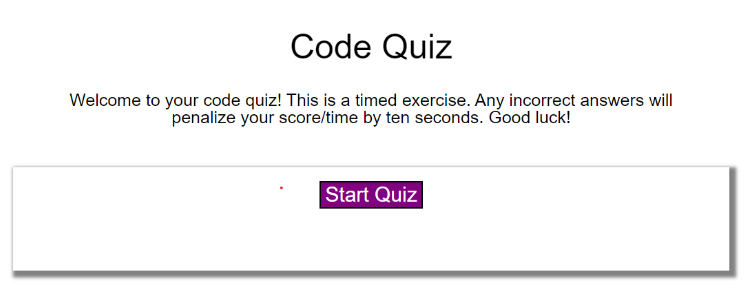 Code Quiz
Welcome to your code quiz! This is a timed exercise. Any incorrect answers will
penalize your score/time by ten seconds. Good luck!
Start Quiz